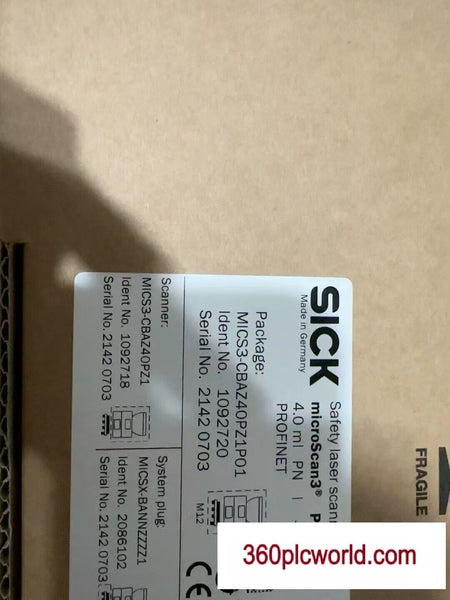 SICK
Made in Germany
Safety laser scann
microScan3® P
4.0 m | PN |
PROFINET
Package:
MICS3-CBAZ40PZ1P01
Ident No. 1092720
Serial No. 2142 0703
M12
Scanner:
MICS3-CBAZ40PZ1
Ident No. 1092718
Serial No. 2142 0703
System plug:
MICSX-BANNZZZZ1
Ident No. 2086102
Serial No. 2142 0703
CE
FRAGILE
360plcworld.com